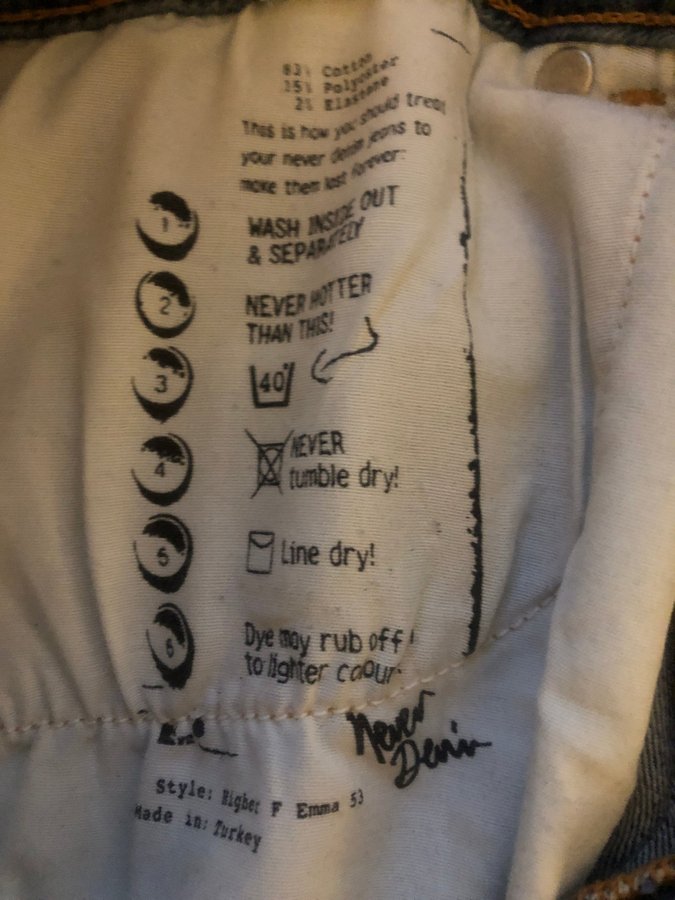 83% Cotton
15% Polyester
2% Elastane
This is how you should treat
your never denim jeans to
make them last forever:
1 WASH INSIDE OUT
& SEPARATELY
2 NEVER HOTTER
THAN THIS!
3 40
4 NEVER
tumble dry!
5 Line dry!
6 Dye may rub off
to lighter colour
Never
Denim
Style: Higher F Emma 53
Made in: Turkey